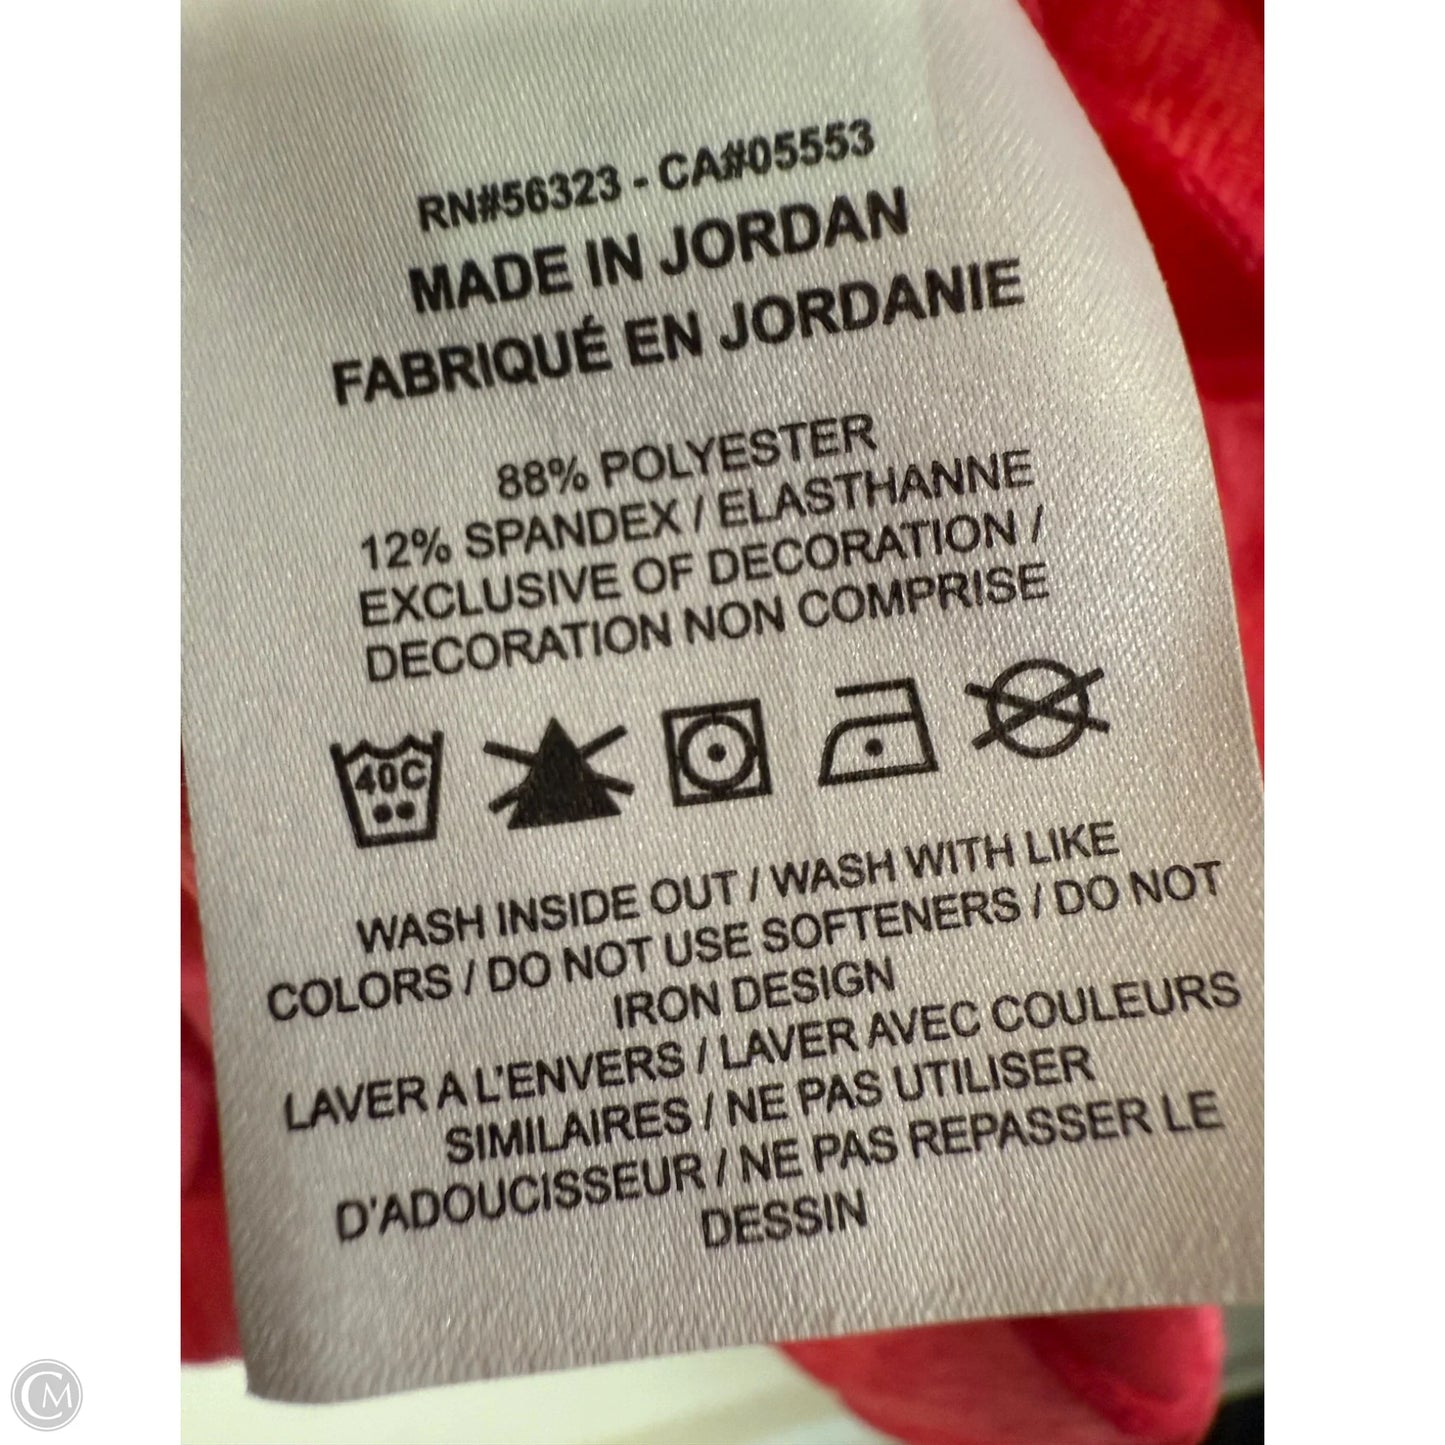 RN#56323 - CA#05553
MADE IN JORDAN
FABRIQUÉ EN JORDANIE
88% POLYESTER
12% SPANDEX / ELASTHANNE
EXCLUSIVE OF DECORATION /
DECORATION NON COMPRISE
40C
WASH INSIDE OUT / WASH WITH LIKE
COLORS / DO NOT USE SOFTENERS / DO NOT
IRON DESIGN
LAVER A L'ENVERS / LAVER AVEC COULEURS
SIMILAIRES / NE PAS UTILISER
D'ADOUCISSEUR / NE PAS REPASSER LE
DESSIN
CM